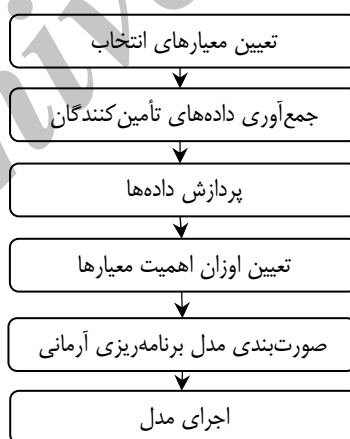 تعیین معیارهای انتخاب
جمع‌آوری داده‌های تأمین‌کنندگان
پردازش داده‌ها
تعیین اوزان اهمیت معیارها
صورت‌بندی مدل برنامه‌ریزی آرمانی
اجرای مدل